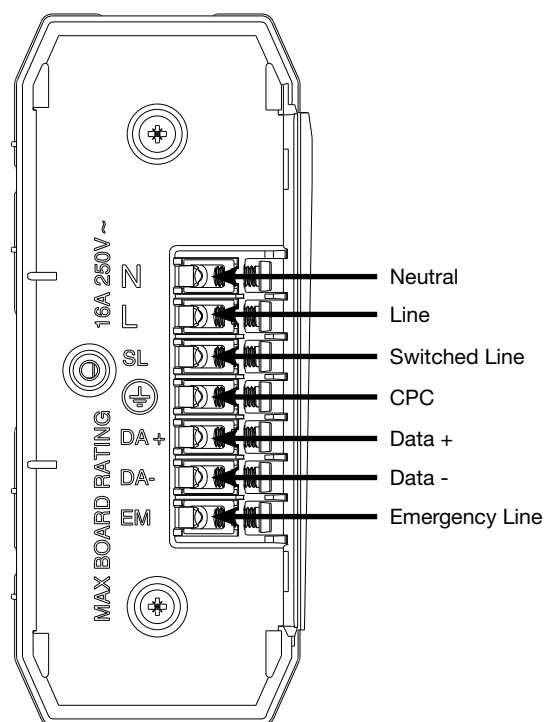 MAX BOARD RATING 16A 250V ~
N
Neutral
L
Line
SL
Switched Line
CPC
DA +
Data +
DA-
Data -
EM
Emergency Line